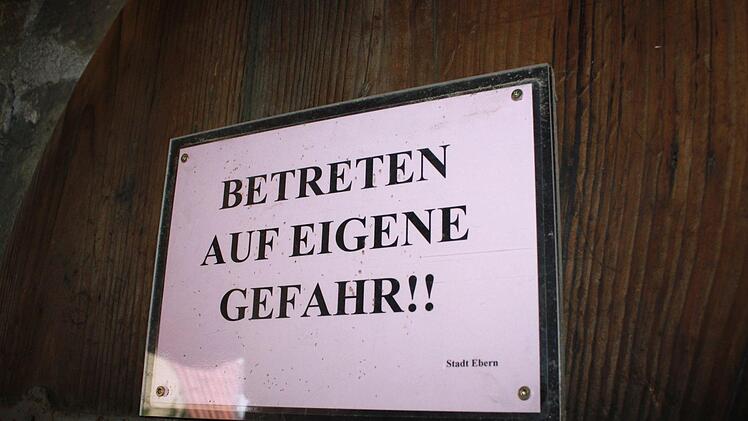 BETRETEN
AUF EIGENE
GEFAHR!!
Stadt Ebern